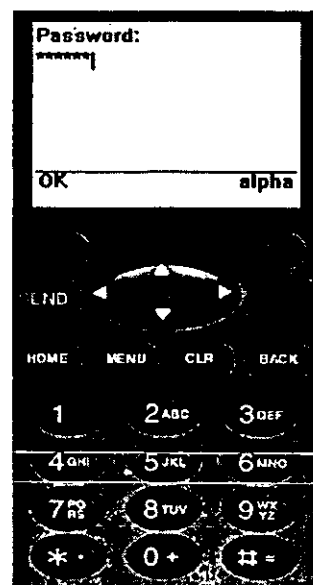 Password:
******
OK alpha
END
HOME MENU CLR BACK
1 2ABC 3DEF
4GHI 5JKL 6MNO
7PQRS 8TUV 9WXYZ
* · 0 + # =